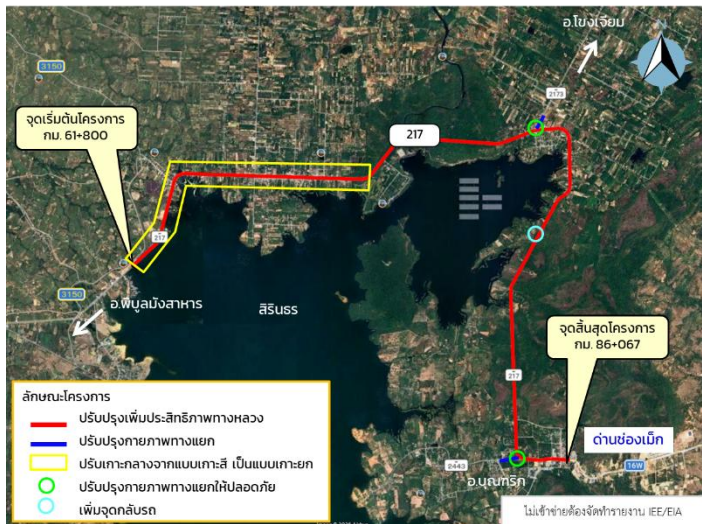 อ.โขงเจียม
N
3150
2173
จุดเริ่มต้นโครงการ
กม. 61+800
217
217
3150
อ.พิบูลมังสาหาร
สิรินธร
จุดสิ้นสุดโครงการ
กม. 86+067
217
ลักษณะโครงการ
ปรับปรุงเพิ่มประสิทธิภาพทางหลวง
ปรับปรุงกายภาพทางแยก
ปรับเกาะกลางจากแบบเกาะสี เป็นแบบเกาะยก
ปรับปรุงกายภาพทางแยกให้ปลอดภัย
เพิ่มจุดกลับรถ
ด่านช่องเม็ก
2443
16W
อ.บุณฑริก
ไม่เข้าข่ายต้องจัดทำรายงาน IEE/EIA